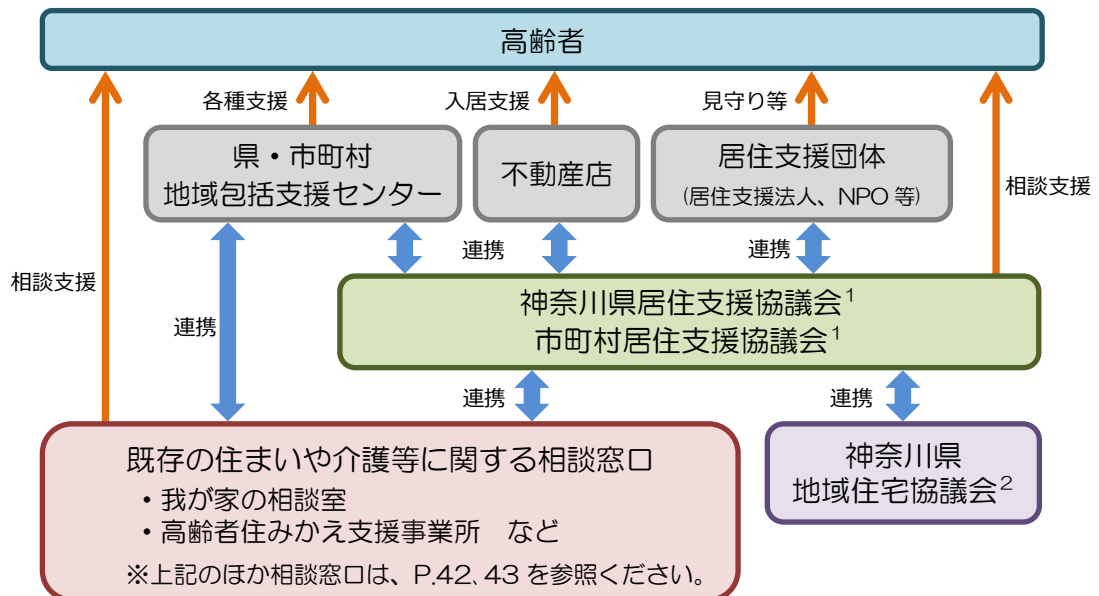 高齢者
各種支援
入居支援
見守り等
県・市町村
地域包括支援センター
不動産店
居住支援団体
(居住支援法人、NPO 等)
相談支援
連携
連携
相談支援
神奈川県居住支援協議会1
市町村居住支援協議会1
連携
連携
連携
既存の住まいや介護等に関する相談窓口
・我が家の相談室
・高齢者住みかえ支援事業所　など
※上記のほか相談窓口は、P.42、43 を参照ください。
神奈川県
地域住宅協議会2